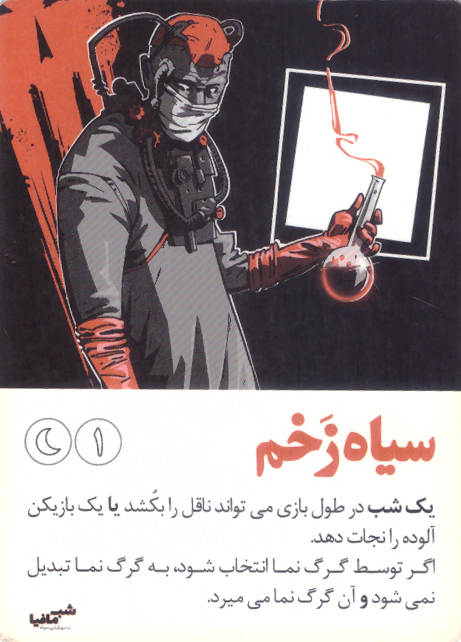 سیاه‌زَخم
۱
یک شب در طول بازی می تواند ناقل را بکُشد یا یک بازیکن
آلوده را نجات دهد.
اگر توسط گرگ نما انتخاب شود، به گرگ نما تبدیل
نمی شود و آن گرگ نما می میرد.
شب
مافیا